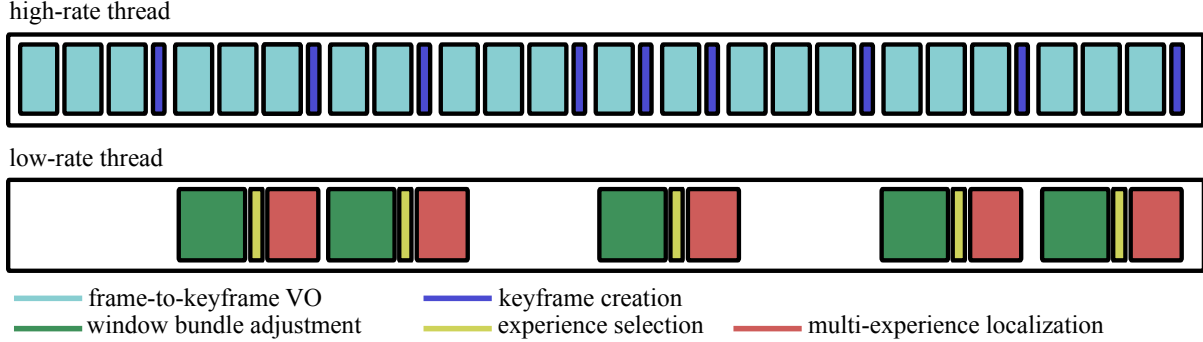 high-rate thread
low-rate thread
frame-to-keyframe VO keyframe creation
window bundle adjustment experience selection multi-experience localization